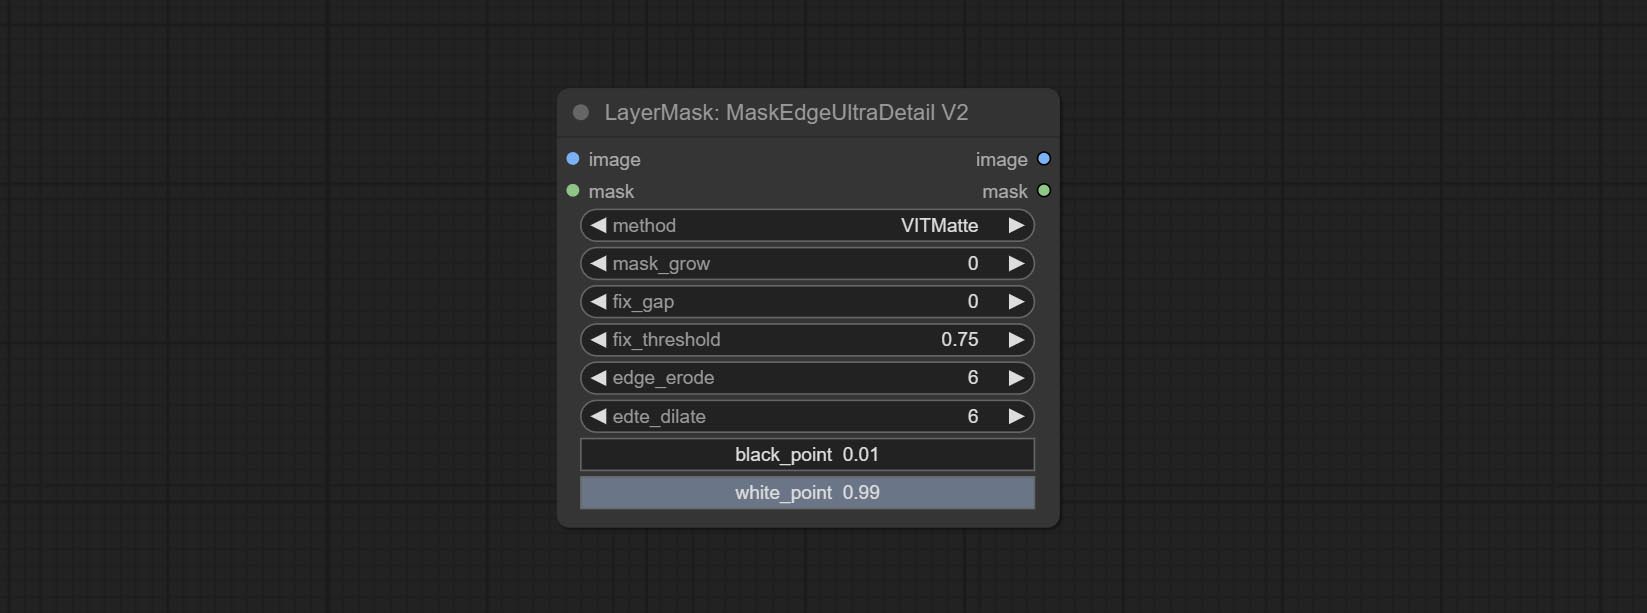 LayerMask: MaskEdgeUltraDetail V2
image image
mask mask
method VITMatte
mask_grow 0
fix_gap 0
fix_threshold 0.75
edge_erode 6
edte_dilate 6
black_point 0.01
white_point 0.99